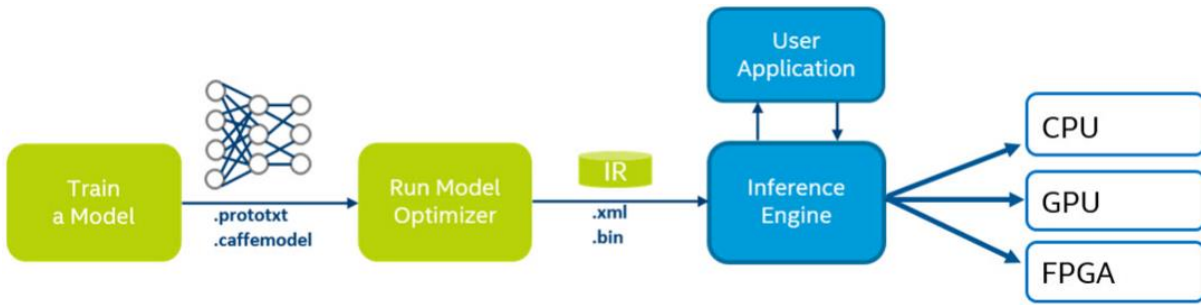 Train
a Model
.prototxt
.caffemodel
Run Model
Optimizer
IR
.xml
.bin
User
Application
Inference
Engine
CPU
GPU
FPGA